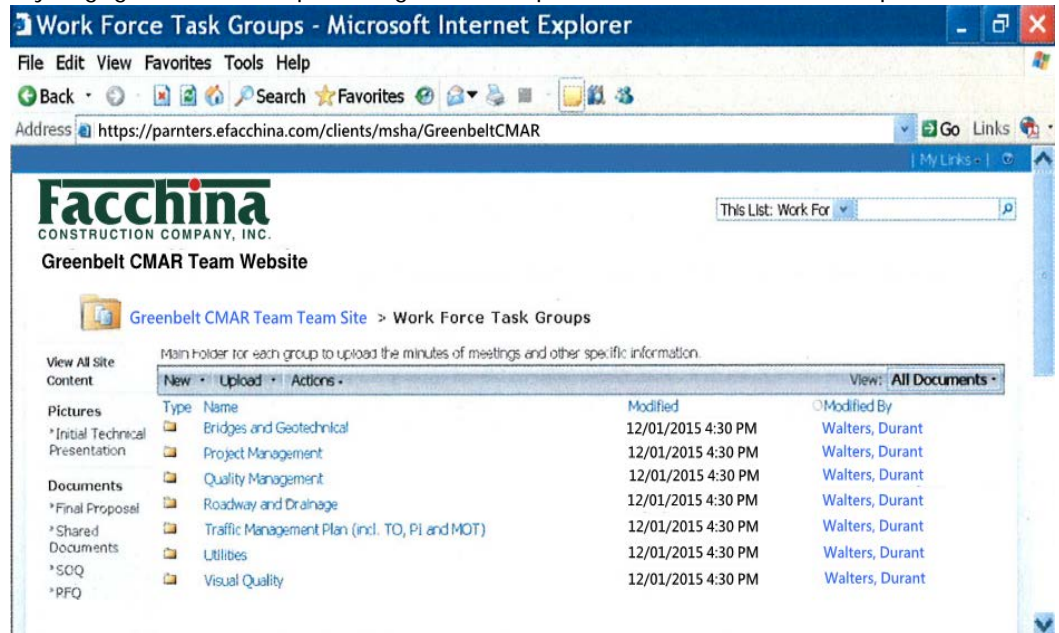 Work Force Task Groups - Microsoft Internet Explorer
File Edit View Favorites Tools Help
Back Search Favorites
Address https://parnters.efacchina.com/clients/msha/GreenbeltCMAR Go Links
My Links
Facchina
CONSTRUCTION COMPANY, INC.
This List: Work For
Greenbelt CMAR Team Website
Greenbelt CMAR Team Team Site > Work Force Task Groups
Main Folder for each group to upload the minutes of meetings and other specific information.
View All Site
Content
New Upload Actions View: All Documents
Pictures
Initial Technical
Presentation
Documents
Final Proposal
Shared
Documents
SOQ
PFQ
Type Name Modified Modified By
Bridges and Geotechnical 12/01/2015 4:30 PM Walters, Durant
Project Management 12/01/2015 4:30 PM Walters, Durant
Quality Management 12/01/2015 4:30 PM Walters, Durant
Roadway and Drainage 12/01/2015 4:30 PM Walters, Durant
Traffic Management Plan (incl. TO, PI and MOT) 12/01/2015 4:30 PM Walters, Durant
Utilities 12/01/2015 4:30 PM Walters, Durant
Visual Quality 12/01/2015 4:30 PM Walters, Durant